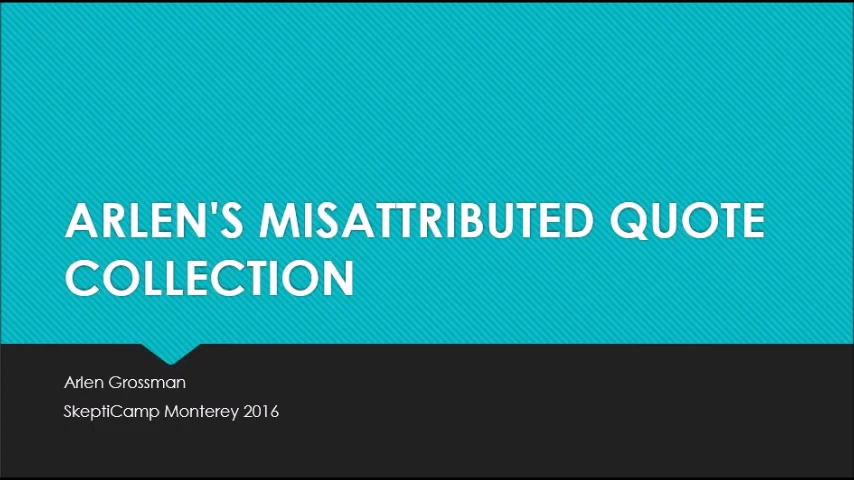 ARLEN'S MISATTRIBUTED QUOTE
COLLECTION
Arlen Grossman
SkeptiCamp Monterey 2016